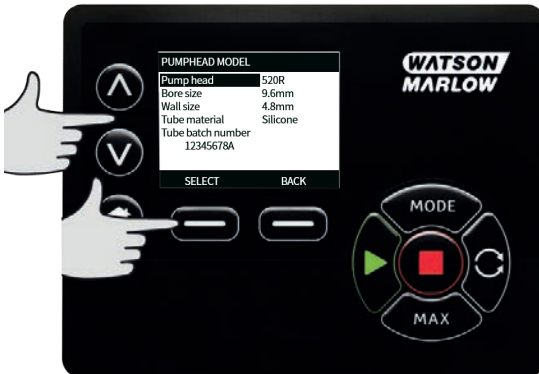 PUMPHEAD MODEL
Pump head 520R
Bore size 9.6mm
Wall size 4.8mm
Tube material Silicone
Tube batch number
12345678A
SELECT BACK
WATSON
MARLOW
MODE
MAX